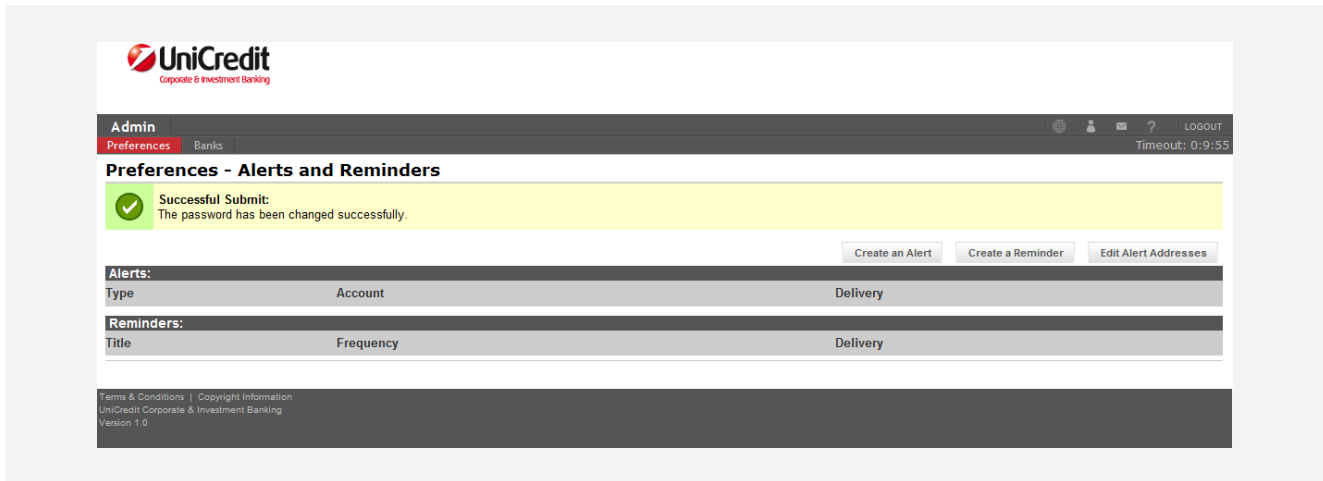 UniCredit
Corporate & Investment Banking
Admin
? LOGOUT
Preferences Banks Timeout: 0:9:55
Preferences - Alerts and Reminders
Successful Submit:
The password has been changed successfully.
Create an Alert Create a Reminder Edit Alert Addresses
Alerts:
Type Account Delivery
Reminders:
Title Frequency Delivery
Terms & Conditions | Copyright Information
UniCredit Corporate & Investment Banking
Version 1.0